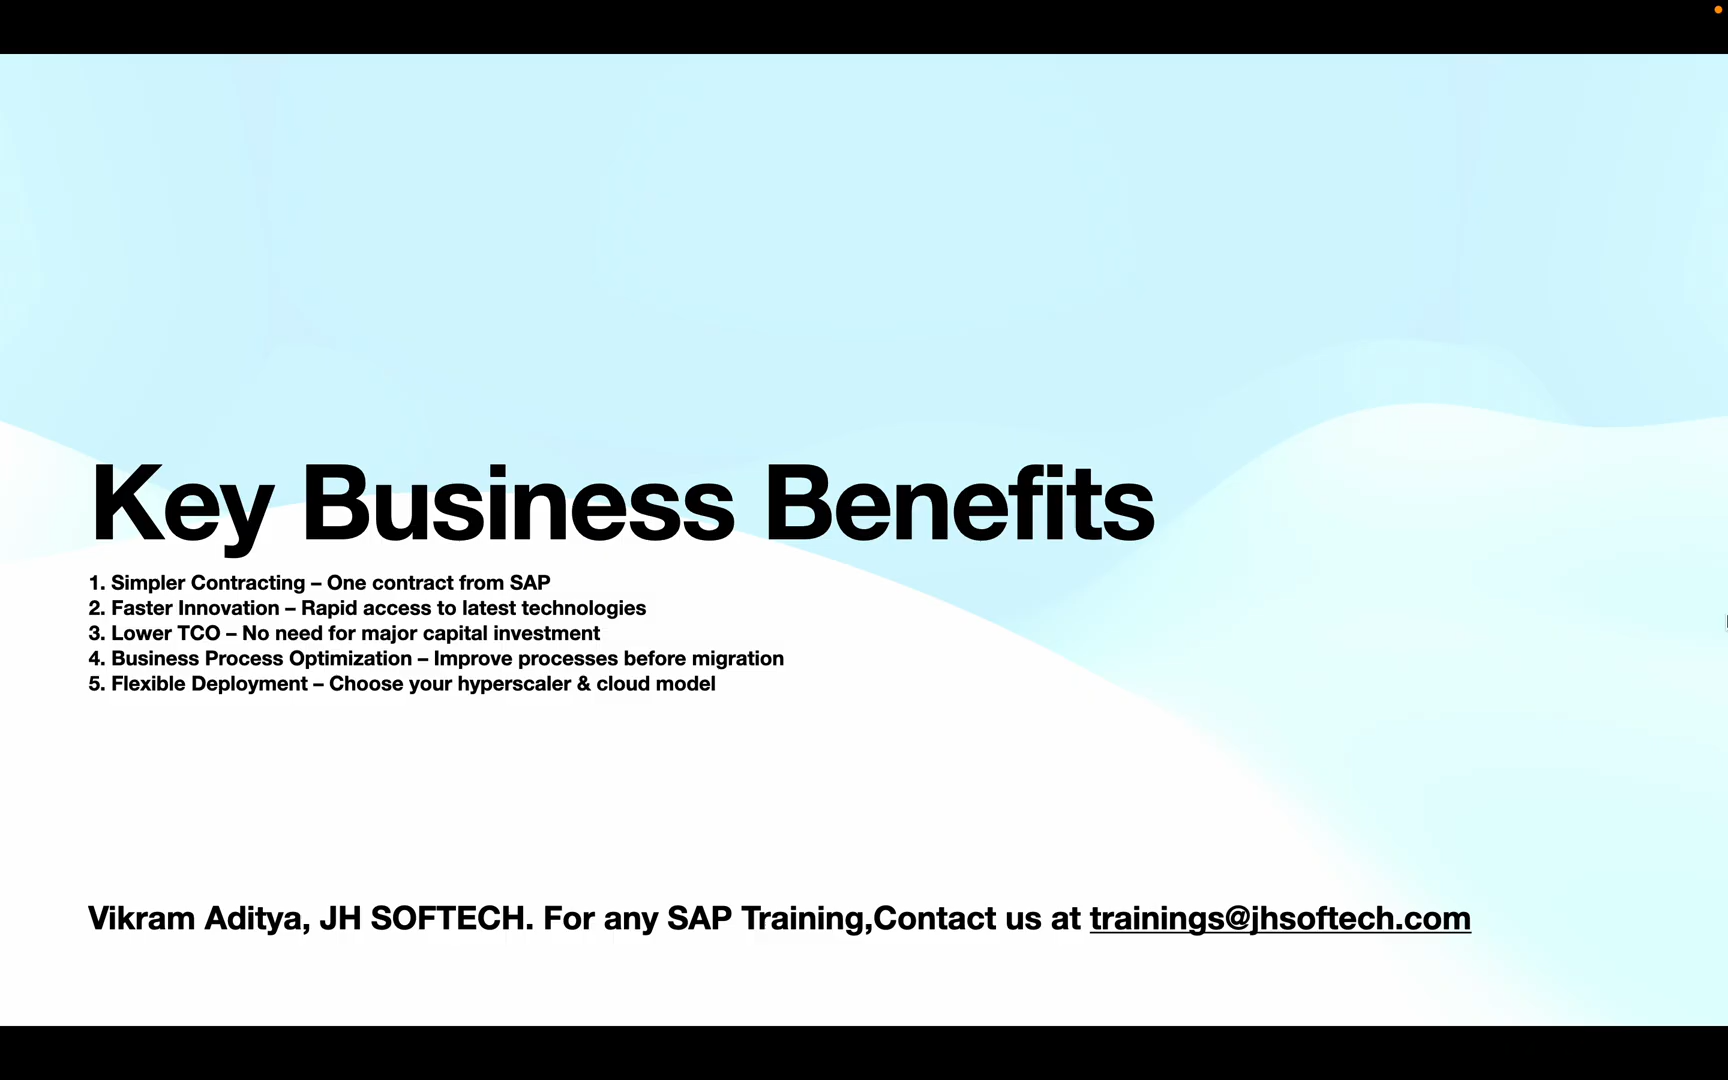 Key Business Benefits
1. Simpler Contracting – One contract from SAP
2. Faster Innovation – Rapid access to latest technologies
3. Lower TCO – No need for major capital investment
4. Business Process Optimization – Improve processes before migration
5. Flexible Deployment – Choose your hyperscaler & cloud model
Vikram Aditya, JH SOFTECH. For any SAP Training,Contact us at trainings@jhsoftech.com